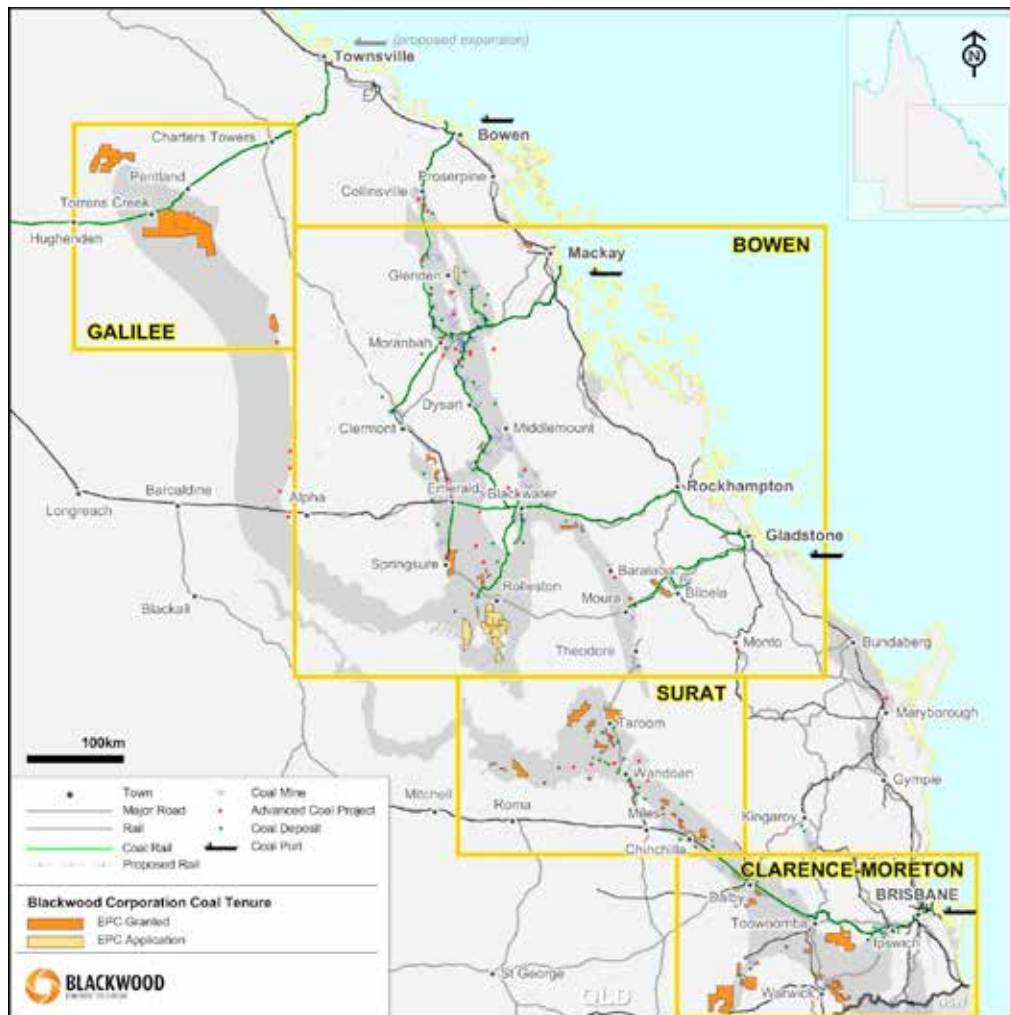 (proposed expansion)
Townsville
N
Bowen
Charters Towers
Proserpine
Collinsville
Pentland
Torrens Creek
Hughenden
BOWEN
Mackay
Glenden
GALILEE
Moranbah
Dysart
Clermont
Middlemount
Rockhampton
Barcaldine
Emerald
Blackwater
Longreach
Alpha
Gladstone
Springsure
Baralaba
Rolleston
Biloela
Moura
Blackall
Theodore
Monto
Bundaberg
SURAT
Taroom
Maryborough
100km
Wandoan
Gympie
Mitchell
Roma
Miles
Kingaroy
Chinchilla
CLARENCE-MORETON
Dalby
BRISBANE
Toowoomba
Ipswich
St George
QLD
Warwick
NSW
Town
Major Road
Rail
Coal Rail
Proposed Rail
Coal Mine
Advanced Coal Project
Coal Deposit
Coal Port
Blackwood Corporation Coal Tenure
EPC Granted
EPC Application
BLACKWOOD